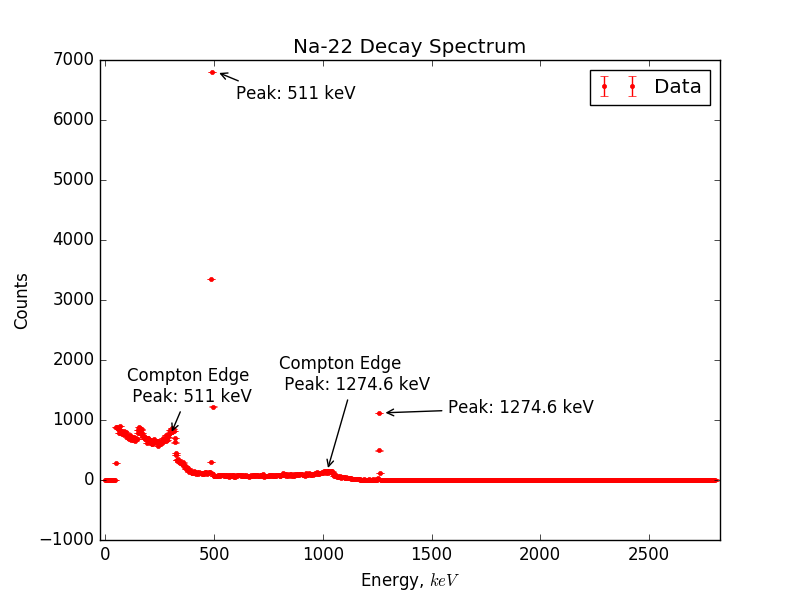 Na-22 Decay Spectrum
7000
6000
5000
4000
3000
2000
1000
0
−1000
Counts
Peak: 511 keV
Data
Compton Edge
Peak: 511 keV
Compton Edge
Peak: 1274.6 keV
Peak: 1274.6 keV
0 500 1000 1500 2000 2500
Energy, keV